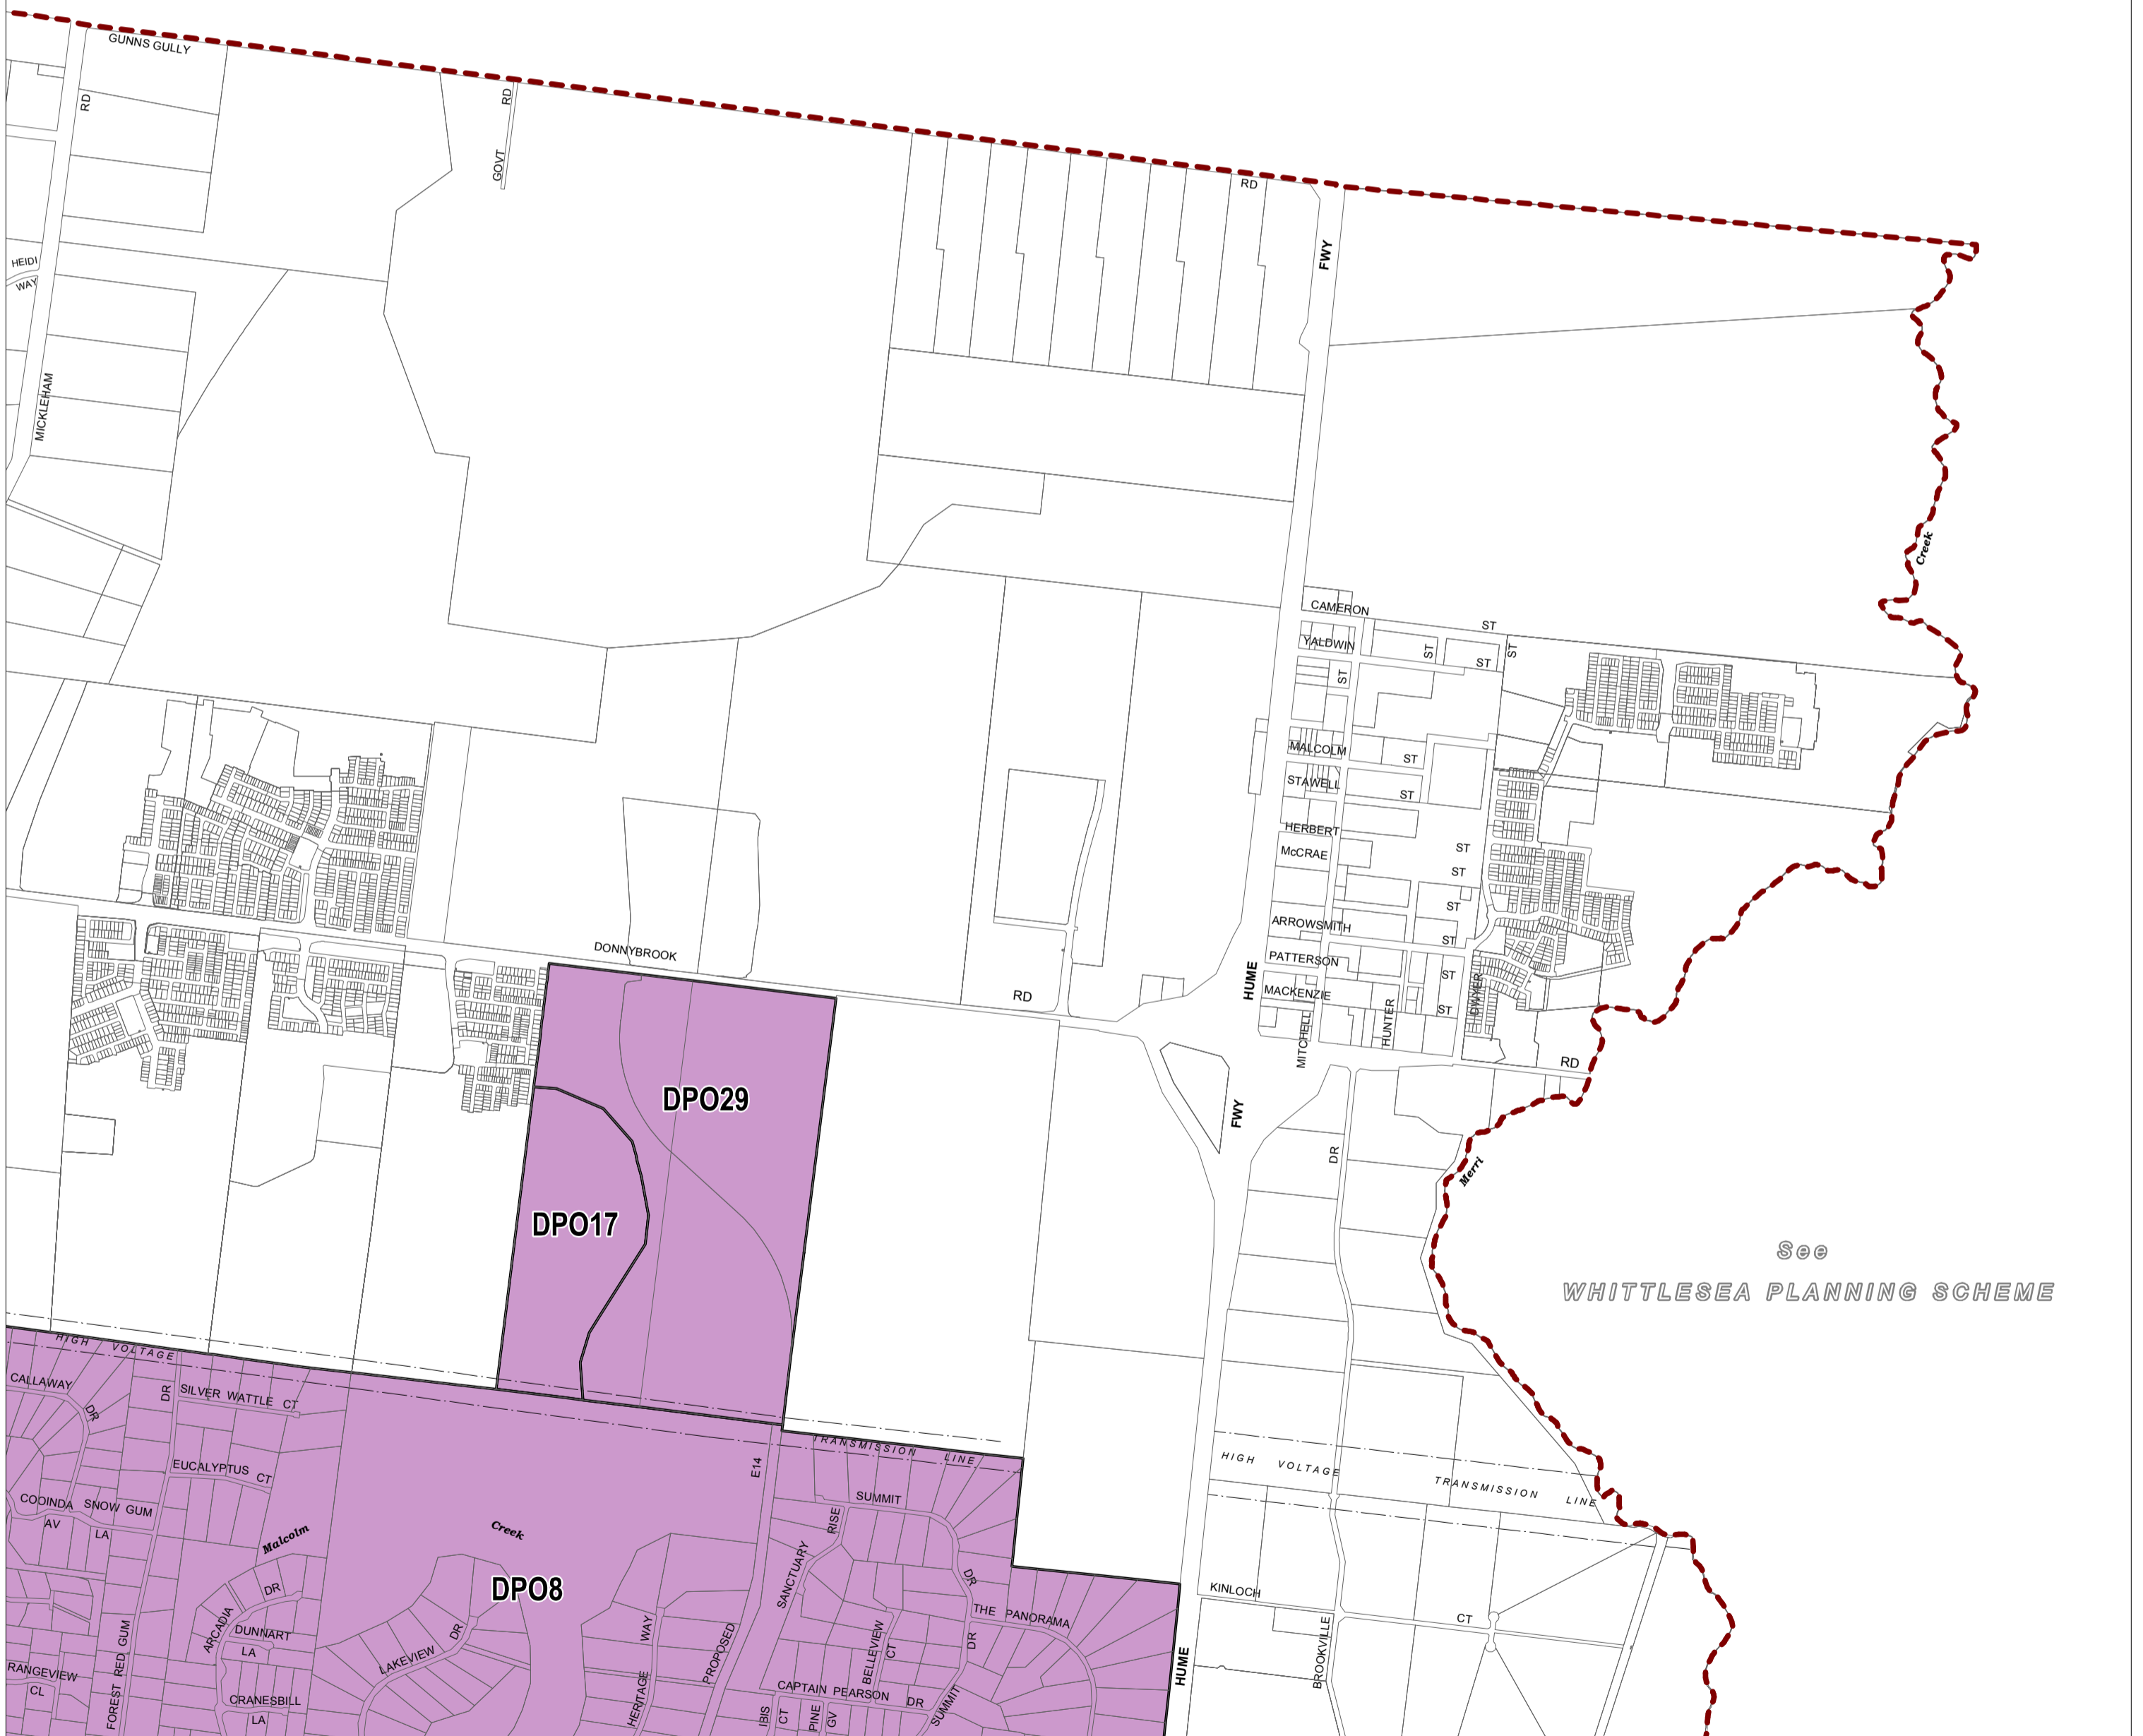 GUNNS GULLY
RD
GOVT
RD
RD
FWY
HEIDI
WAY
MICKLEHAM
Creek
CAMERON
ST
YALDWIN
ST
ST
ST
ST
MALCOLM
ST
STAWELL
ST
HERBERT
ST
McCRAE
ST
ST
ARROWSMITH
ST
PATTERSON
ST
MACKENZIE
ST
DONNYBROOK
RD
HUME
MITCHELL
HUNTER
DWYER
RD
DPO29
FWY
DR
Merri
DPO17
See
WHITTLESEA PLANNING SCHEME
HIGH VOLTAGE
CALLAWAY
DR
DR
SILVER WATTLE CT
TRANSMISSION LINE
HIGH VOLTAGE
TRANSMISSION LINE
EUCALYPTUS CT
E14
COOINDA
AV
SNOW GUM
LA
Malcolm
Creek
SUMMIT
RISE
SANCTUARY
DR
DPO8
DR
ARCADIA
DUNNART
LA
LAKEVIEW
DR
WAY
HERITAGE
PROPOSED
BELLEVIEW
CT
THE PANORAMA
DR
KINLOCH
CT
HUME
BROOKVILLE
RANGEVIEW
CL
FOREST RED GUM
CRANESBILL
LA
CAPTAIN PEARSON DR
IBIS
CT
PINE
GV
SUMMIT